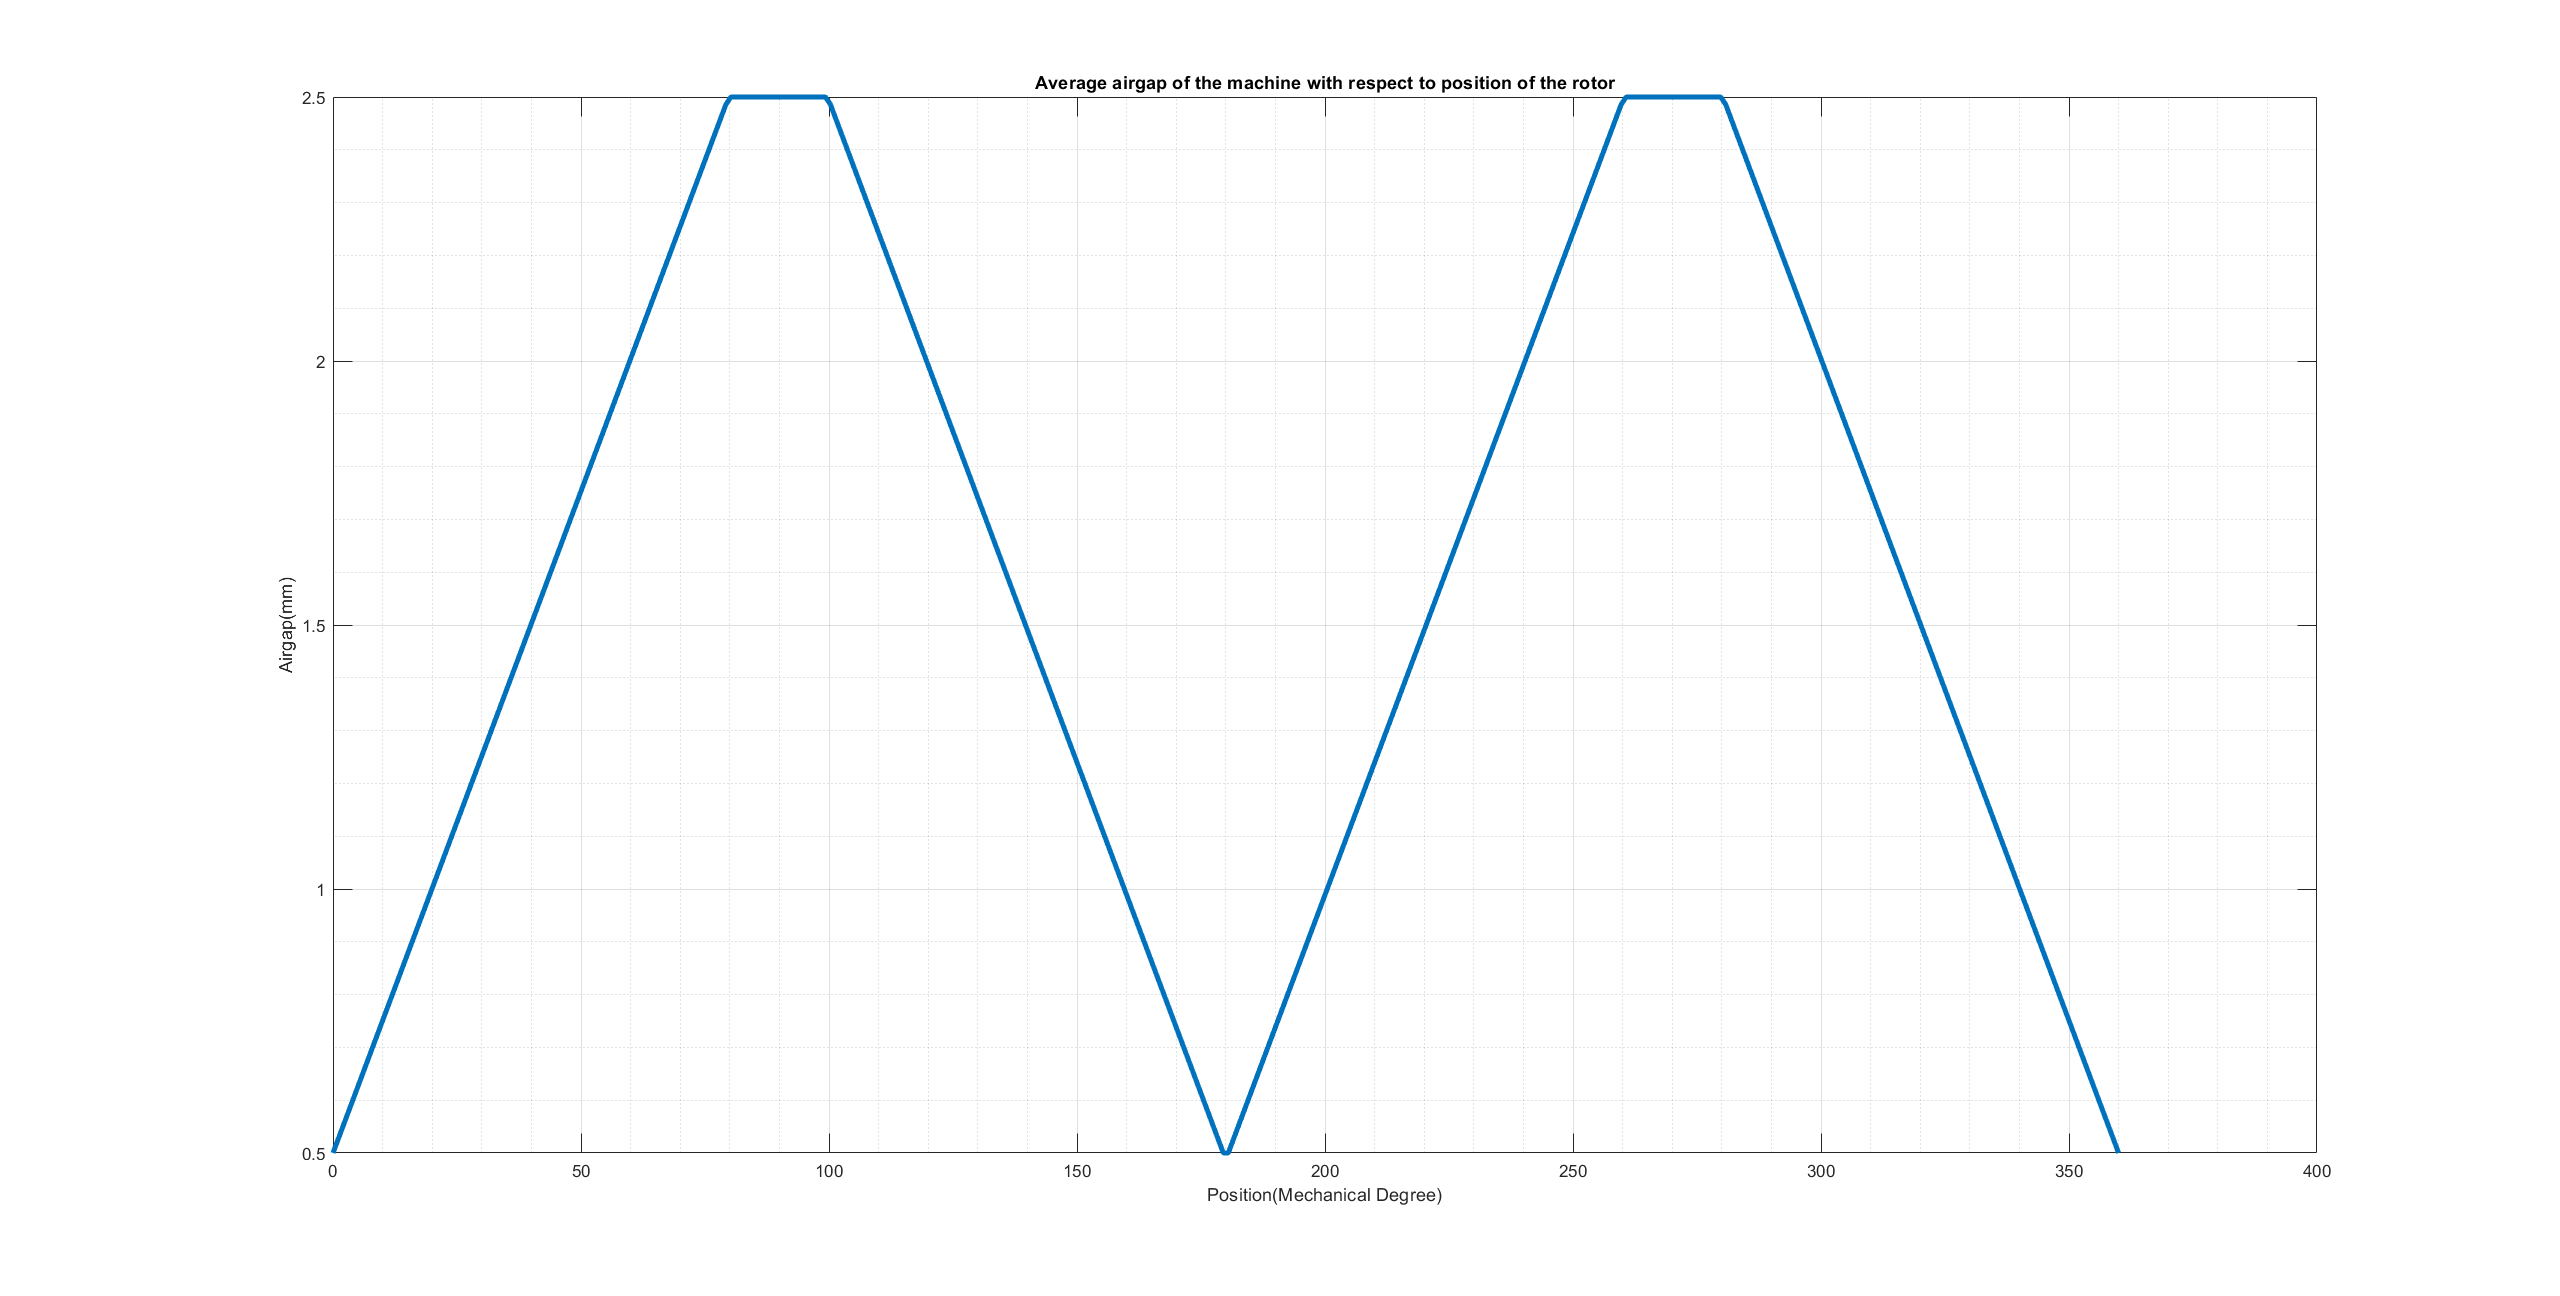 Average airgap of the machine with respect to position of the rotor
2.5
2
1.5
1
0.5
Airgap(mm)
0 50 100 150 200 250 300 350 400
Position(Mechanical Degree)